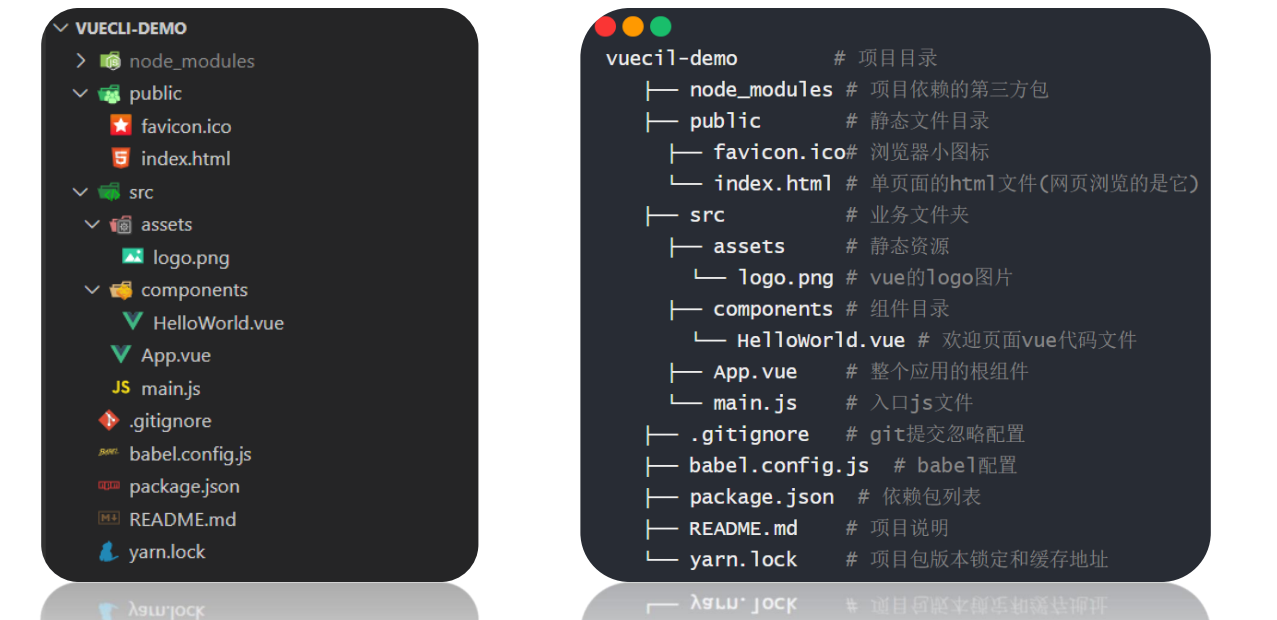 VUECLI-DEMO
node_modules
public
favicon.ico
index.html
src
assets
logo.png
components
HelloWorld.vue
App.vue
JS main.js
.gitignore
babel.config.js
package.json
README.md
yarn.lock
vuecil-demo # 项目目录
├── node_modules # 项目依赖的第三方包
├── public # 静态文件目录
├── favicon.ico# 浏览器小图标
└── index.html # 单页面的html文件(网页浏览的是它)
├── src # 业务文件夹
├── assets # 静态资源
└── logo.png # vue的logo图片
├── components # 组件目录
└── HelloWorld.vue # 欢迎页面vue代码文件
├── App.vue # 整个应用的根组件
└── main.js # 入口js文件
├── .gitignore # git提交忽略配置
├── babel.config.js # babel配置
├── package.json # 依赖包列表
├── README.md # 项目说明
└── yarn.lock # 项目包版本锁定和缓存地址